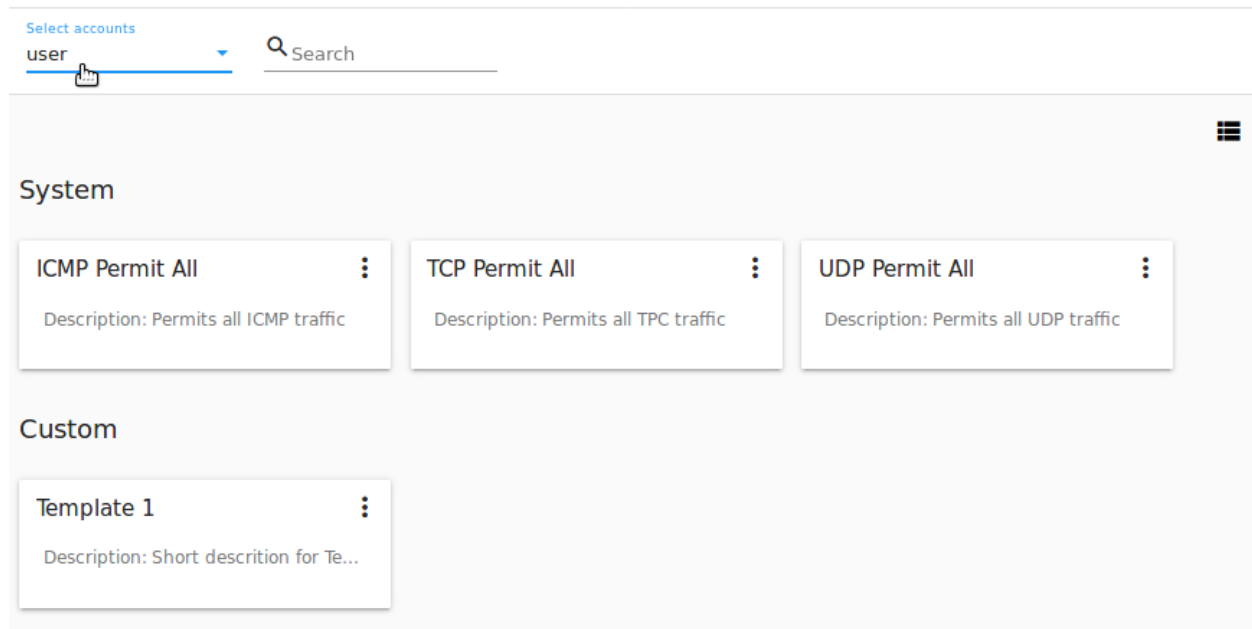 Select accounts
user
Search
System
ICMP Permit All
TCP Permit All
UDP Permit All
Description: Permits all ICMP traffic
Description: Permits all TPC traffic
Description: Permits all UDP traffic
Custom
Template 1
Description: Short descrition for Te...